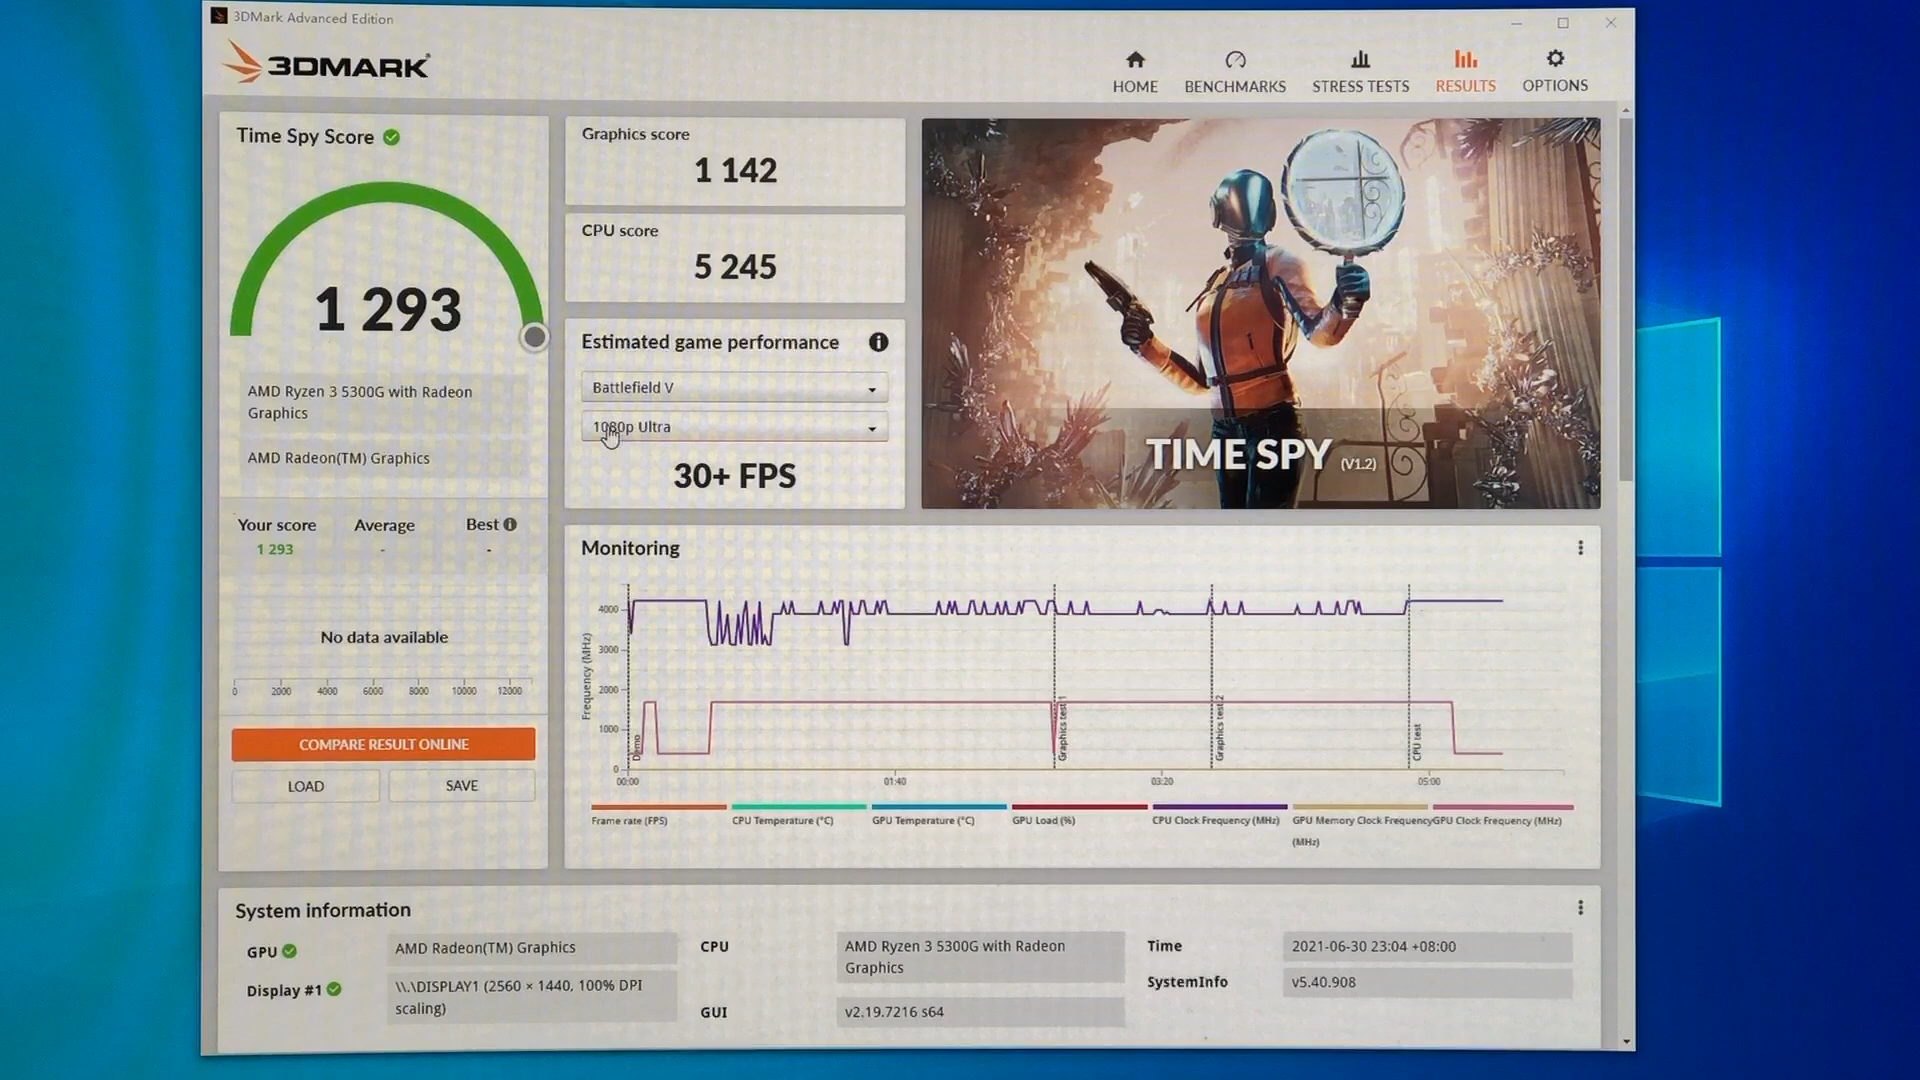 3DMark Advanced Edition
3DMARK
HOME
BENCHMARKS
STRESS TESTS
RESULTS
OPTIONS
Time Spy Score
1 293
AMD Ryzen 3 5300G with Radeon
Graphics
AMD Radeon(TM) Graphics
Your score
Average
Best
1 293
-
-
No data available
0 2000 4000 6000 8000 10000 12000
COMPARE RESULT ONLINE
LOAD
SAVE
Graphics score
1 142
CPU score
5 245
Estimated game performance
Battlefield V
1080p Ultra
30+ FPS
TIME SPY (V1.2)
Monitoring
Frequency (MHz)
4000
3000
2000
1000
0
Demo
Graphics test 1
Graphics test 2
CPU test
00:00 01:40 03:20 05:00
Frame rate (FPS)
CPU Temperature (°C)
GPU Temperature (°C)
GPU Load (%)
CPU Clock Frequency (MHz)
GPU Memory Clock Frequency
(MHz)
GPU Clock Frequency (MHz)
System information
GPU
AMD Radeon(TM) Graphics
Display #1
\\.\DISPLAY1 (2560 × 1440, 100% DPI
scaling)
CPU
AMD Ryzen 3 5300G with Radeon
Graphics
GUI
v2.19.7216 s64
Time
2021-06-30 23:04 +08:00
SystemInfo
v5.40.908